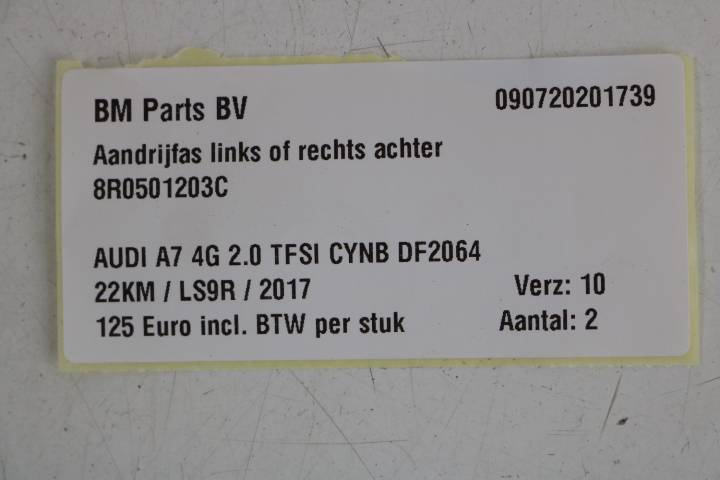 BM Parts BV 090720201739
Aandrijfas links of rechts achter
8R0501203C
AUDI A7 4G 2.0 TFSI CYNB DF2064
22KM / LS9R / 2017 Verz: 10
125 Euro incl. BTW per stuk Aantal: 2